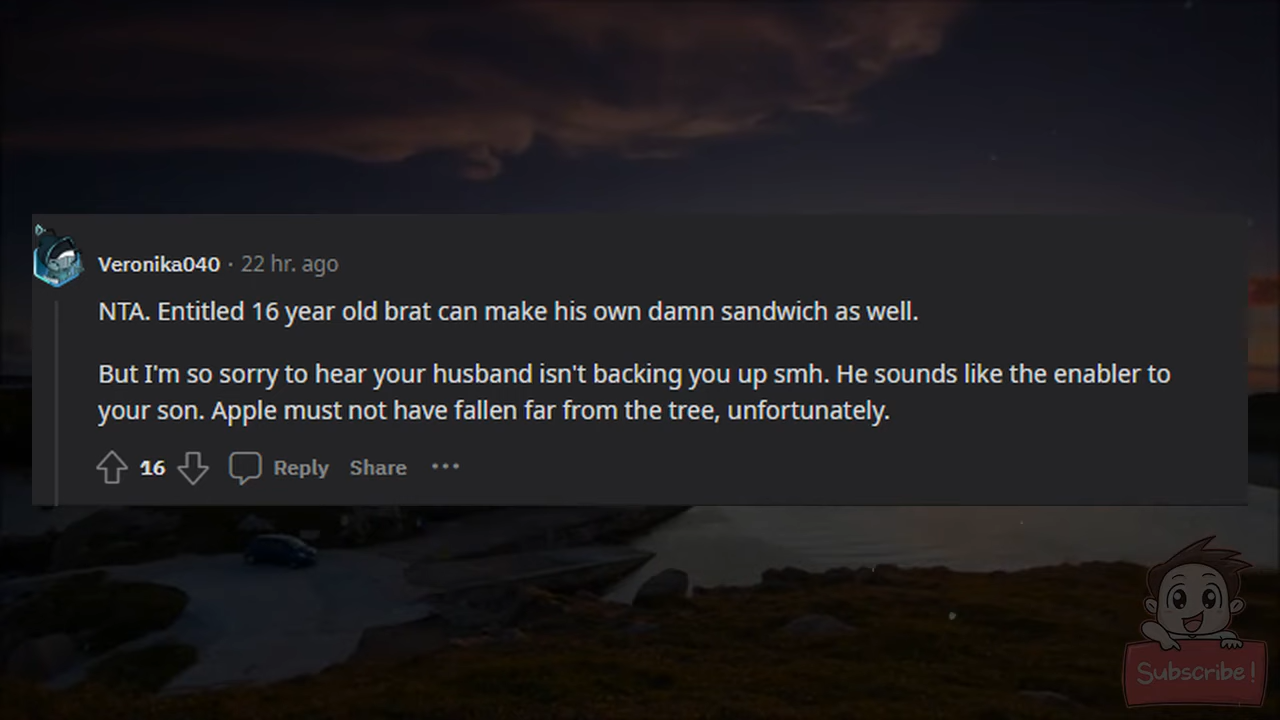 Veronika040 · 22 hr. ago
NTA. Entitled 16 year old brat can make his own damn sandwich as well.
But I'm so sorry to hear your husband isn't backing you up smh. He sounds like the enabler to
your son. Apple must not have fallen far from the tree, unfortunately.
16 Reply Share ···
Subscribe!